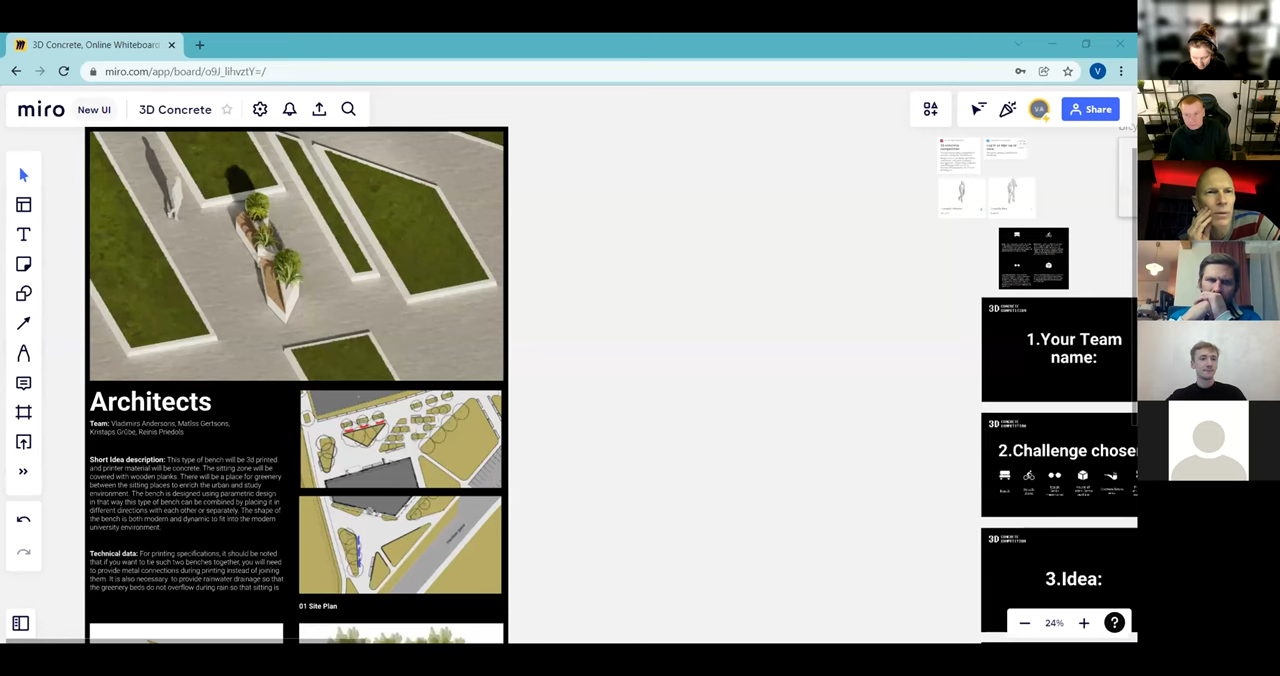 3D Concrete, Online Whiteboard
miro.com/app/board/o9J_lihvztY=/
V
miro
New UI
3D Concrete
VA
Share
3D CONCRETE
COMPETITION
1.Your Team
name:
Architects
Team: Vladimirs Andersons, Matīss Gertsons,
Kristaps Grūbe, Reinis Priedols
Short Idea description: This type of bench will be 3d printed
and printer material will be concrete. The sitting zone will be
covered with wooden planks. There will be a place for greenery
between the sitting places to enrich the urban and study
environment. The bench is designed using parametric design
in that way this type of bench can be combined by placing it in
different directions with each other or separately. The shape
of the bench is both modern and dynamic to fit into the modern
university environment.
Technical data: For printing specifications, it should be noted
that if you want to tie such two benches together, you will need
to provide metal connections during printing instead of joining
them. It is also necessary to provide rainwater drainage so that
the greenery beds do not overflow during rain so that sitting is
01 Site Plan
3D CONCRETE
COMPETITION
2.Challenge chosen
3D CONCRETE
COMPETITION
3.Idea:
24%
?